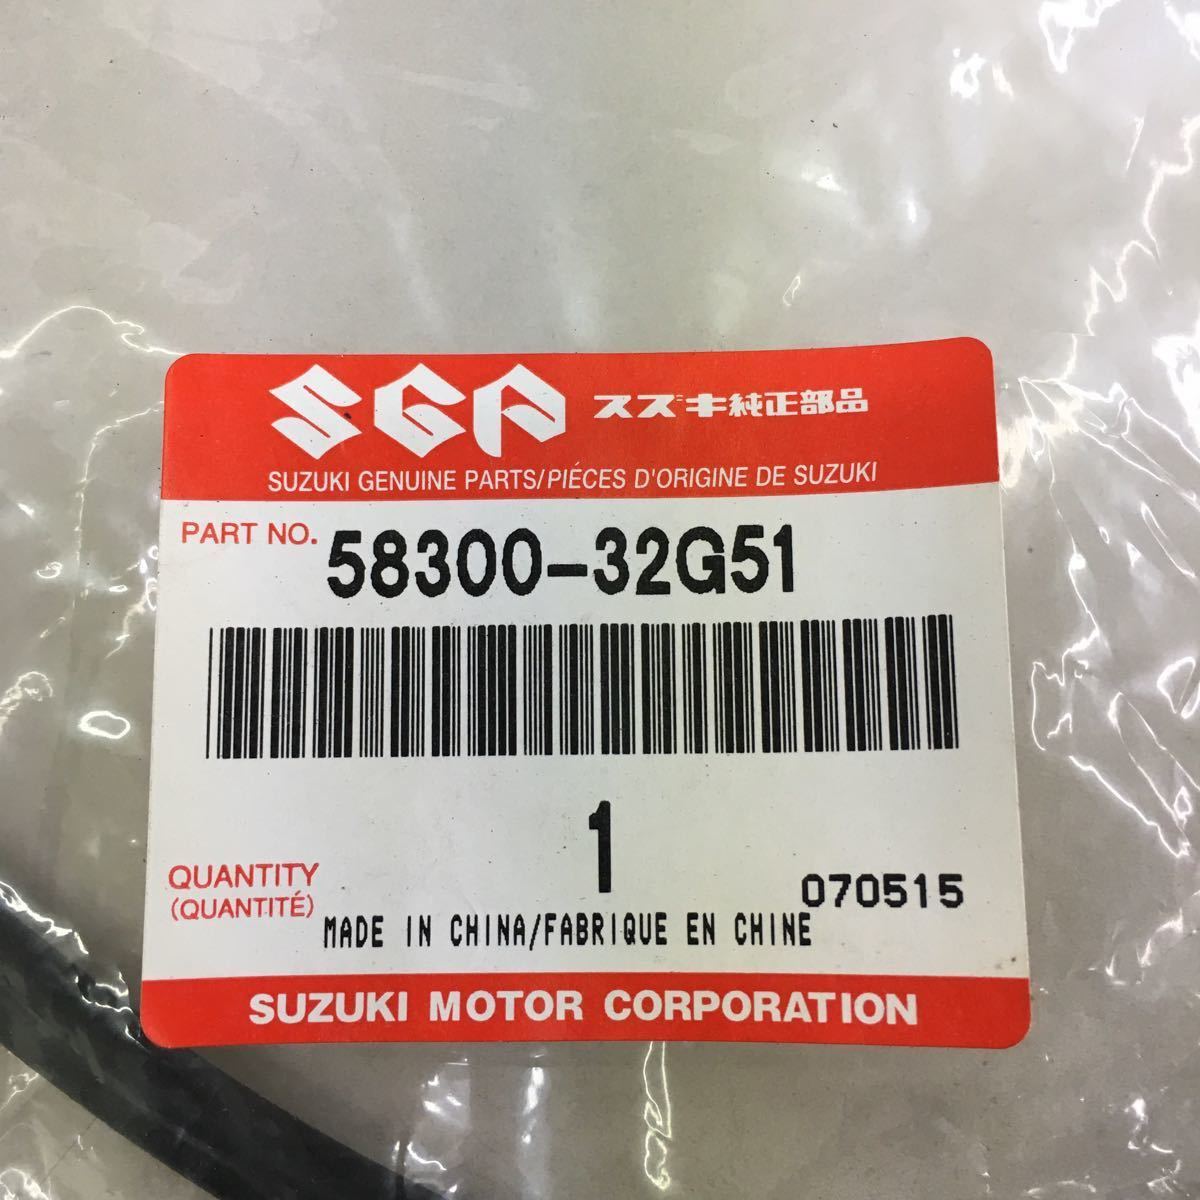 SGP スズキ純正部品
SUZUKI GENUINE PARTS/PIÉCES D'ORIGINE DE SUZUKI
PART NO. 58300-32G51
1
QUANTITY
(QUANTITÉ)
070515
MADE IN CHINA/FABRIQUE EN CHINE
SUZUKI MOTOR CORPORATION